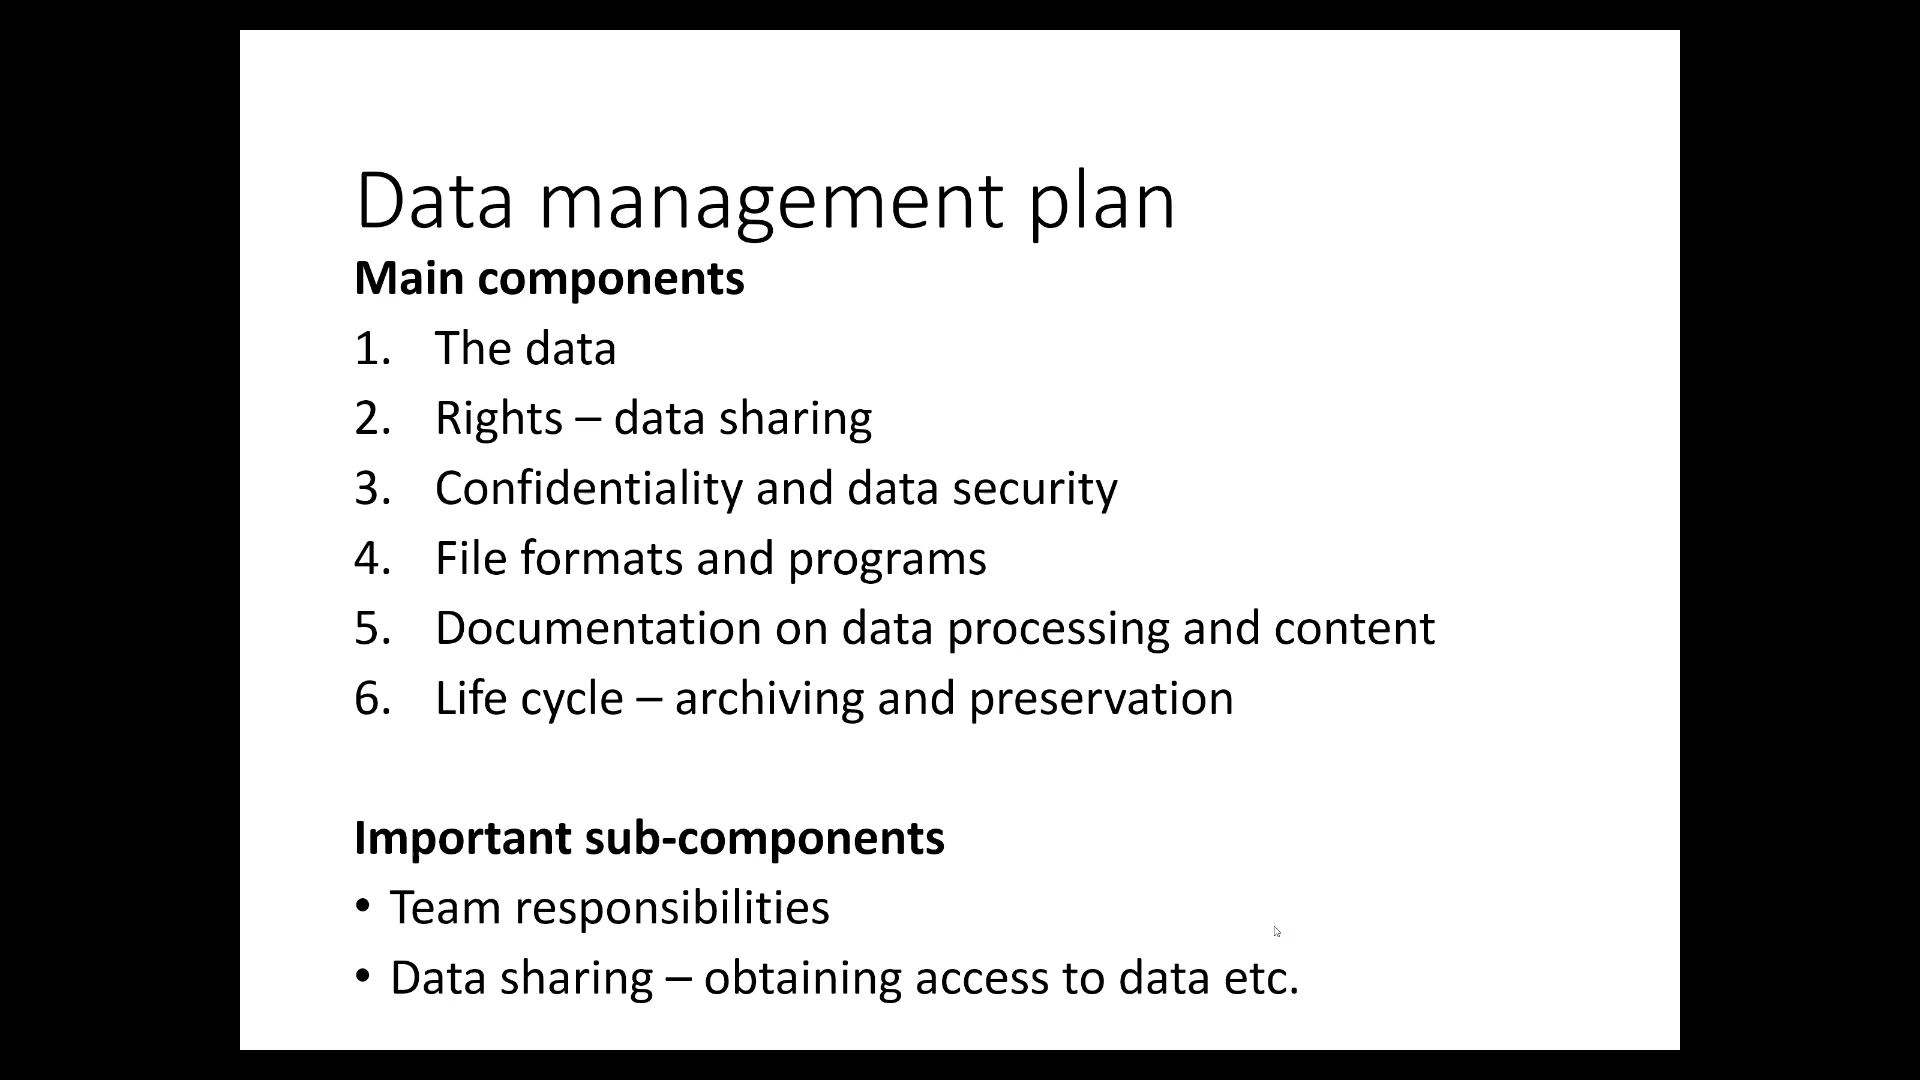 Data management plan
Main components
1. The data
2. Rights – data sharing
3. Confidentiality and data security
4. File formats and programs
5. Documentation on data processing and content
6. Life cycle – archiving and preservation
Important sub-components
• Team responsibilities
• Data sharing – obtaining access to data etc.